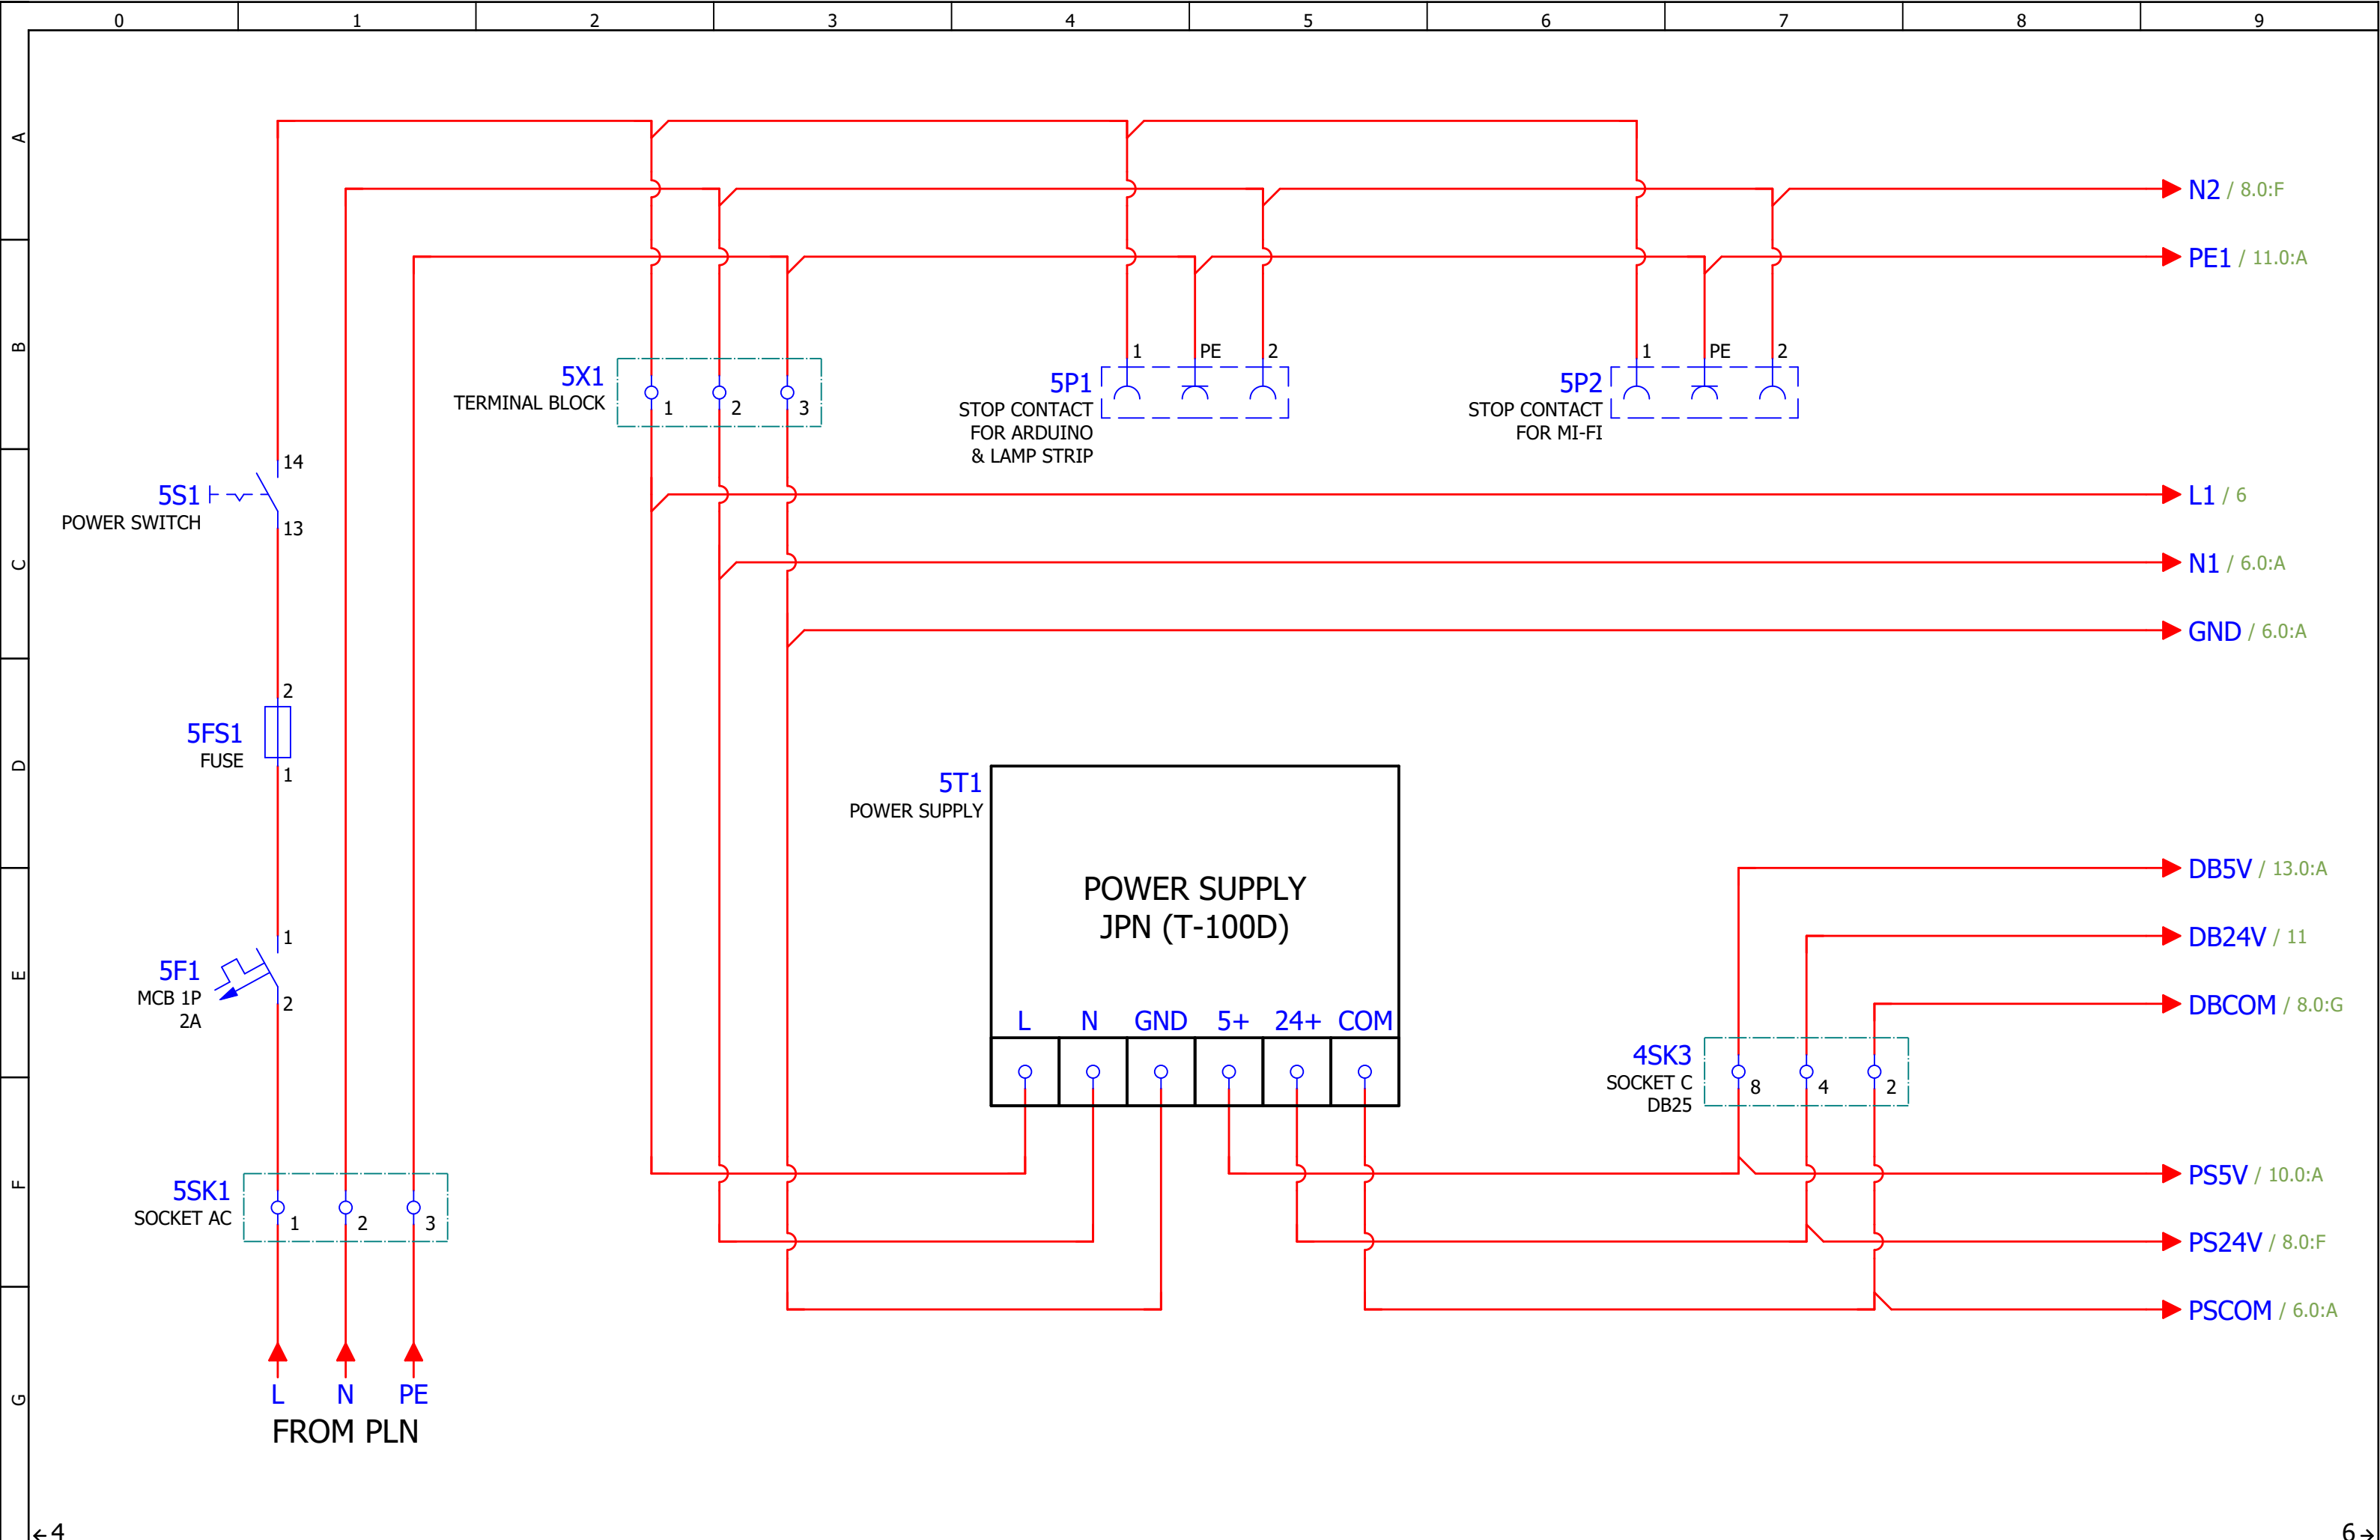 0 1 2 3 4 5 6 7 8 9
A
N2 / 8.0:F
PE1 / 11.0:A
B
1 PE 2
1 PE 2
5X1
TERMINAL BLOCK
1 2 3
5P1
STOP CONTACT
FOR ARDUINO
& LAMP STRIP
5P2
STOP CONTACT
FOR MI-FI
14
5S1
POWER SWITCH
13
L1 / 6
C
N1 / 6.0:A
GND / 6.0:A
2
5FS1
FUSE
1
D
5T1
POWER SUPPLY
POWER SUPPLY
JPN (T-100D)
L N GND 5+ 24+ COM
DB5V / 13.0:A
DB24V / 11
DBCOM / 8.0:G
1
5F1
MCB 1P
2A
2
E
4SK3
SOCKET C
DB25
8 4 2
F
5SK1
SOCKET AC
1 2 3
PS5V / 10.0:A
PS24V / 8.0:F
PSCOM / 6.0:A
L N PE
FROM PLN
G
←4
6→